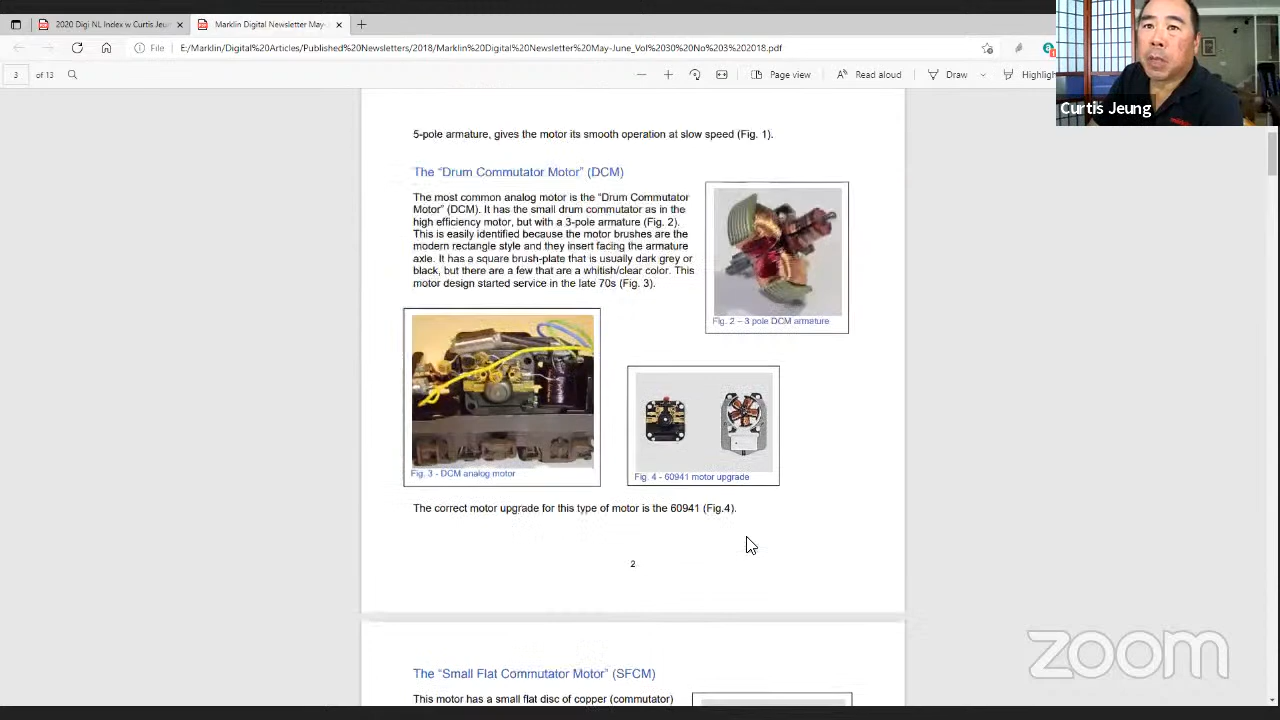 2020 Digi NL Index w Curtis Jeung
Marklin Digital Newsletter May-
File
E:/Marklin/Digital%20Articles/Published%20Newsletters/2018/Marklin%20Digital%20Newsletter%20May-June_Vol%2030%20No%203%202018.pdf
3 of 13
Page view
Read aloud
Draw
Highligh
Curtis Jeung
5-pole armature, gives the motor its smooth operation at slow speed (Fig. 1).
The “Drum Commutator Motor” (DCM)
The most common analog motor is the “Drum Commutator
Motor” (DCM). It has the small drum commutator as in the
high efficiency motor, but with a 3-pole armature (Fig. 2).
This is easily identified because the motor brushes are the
modern rectangle style and they insert facing the armature
axle. It has a square brush-plate that is usually dark grey or
black, but there are a few that are a whitish/clear color. This
motor design started service in the late 70s (Fig. 3).
Fig. 2 – 3 pole DCM armature
Fig. 3 - DCM analog motor
Fig. 4 - 60941 motor upgrade
The correct motor upgrade for this type of motor is the 60941 (Fig.4).
2
The “Small Flat Commutator Motor” (SFCM)
This motor has a small flat disc of copper (commutator)
zoom